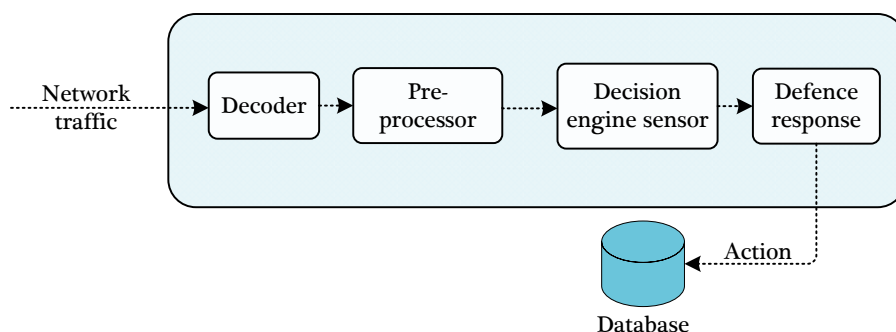 Network
traffic
Decoder
Pre-
processor
Decision
engine sensor
Defence
response
Action
Database